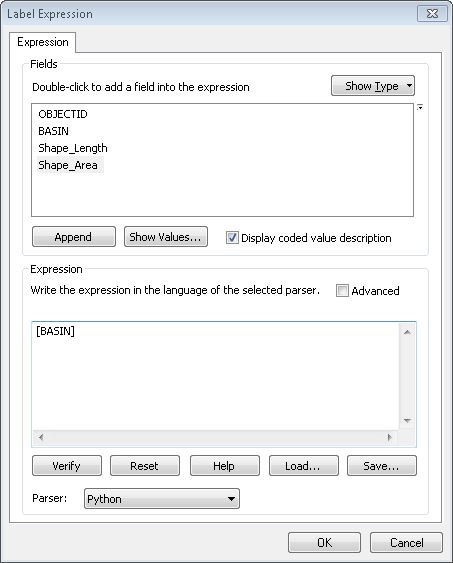 Label Expression
Expression
Fields
Double-click to add a field into the expression
Show Type
OBJECTID
BASIN
Shape_Length
Shape_Area
Append
Show Values...
Display coded value description
Expression
Write the expression in the language of the selected parser.
Advanced
[BASIN]
Verify
Reset
Help
Load...
Save...
Parser:
Python
OK
Cancel